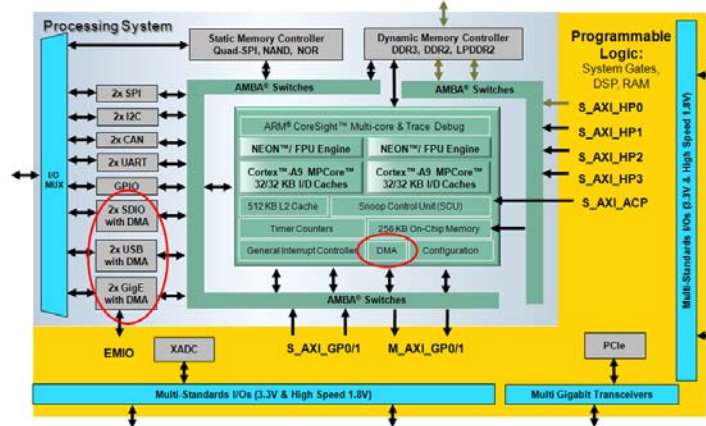 Processing System
Static Memory Controller
Quad-SPI, NAND, NOR
Dynamic Memory Controller
DDR3, DDR2, LPDDR2
Programmable
Logic:
System Gates,
DSP, RAM
AMBA® Switches
AMBA® Switches
2x SPI
2x I2C
2x CAN
2x UART
GPIO
2x SDIO
with DMA
2x USB
with DMA
2x GigE
with DMA
I/O
MUX
ARM® CoreSight™ Multi-core & Trace Debug
NEON™/ FPU Engine
NEON™/ FPU Engine
Cortex™-A9 MPCore™
32/32 KB I/D Caches
Cortex™-A9 MPCore™
32/32 KB I/D Caches
512 KB L2 Cache
Snoop Control Unit (SCU)
Timer Counters
256 KB On-Chip Memory
General Interrupt Controller
DMA
Configuration
AMBA® Switches
S_AXI_HP0
S_AXI_HP1
S_AXI_HP2
S_AXI_HP3
S_AXI_ACP
Multi-Standards I/Os (3.3V & High Speed 1.8V)
EMIO
XADC
S_AXI_GP0/1
M_AXI_GP0/1
PCIe
Multi-Standards I/Os (3.3V & High Speed 1.8V)
Multi Gigabit Transceivers